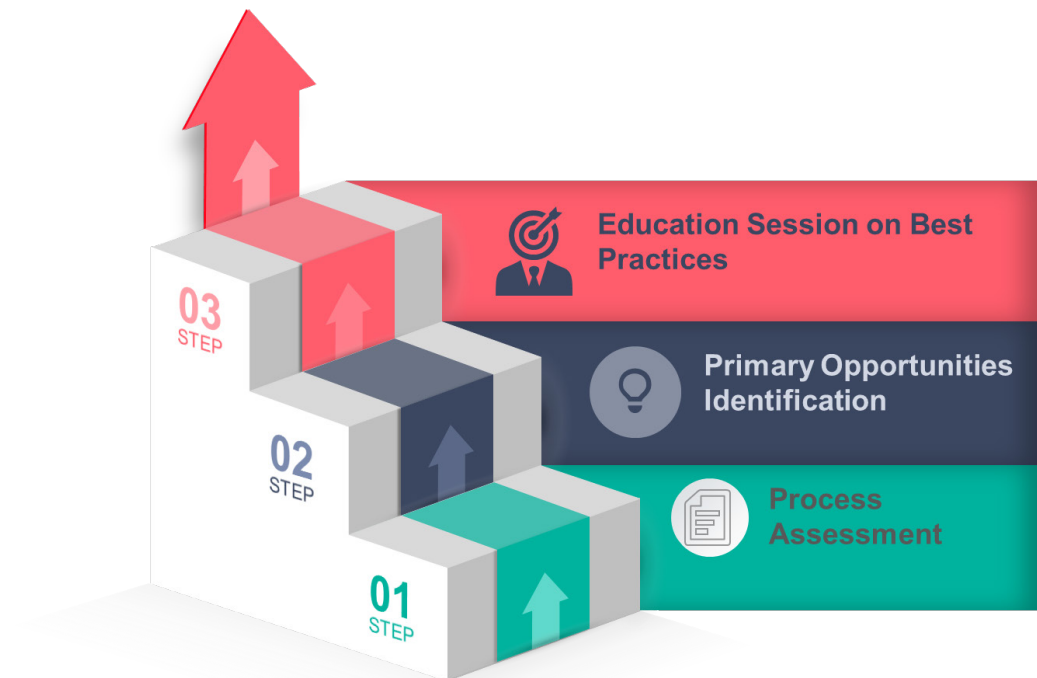 03
STEP
Education Session on Best
Practices
02
STEP
Primary Opportunities
Identification
01
STEP
Process
Assessment